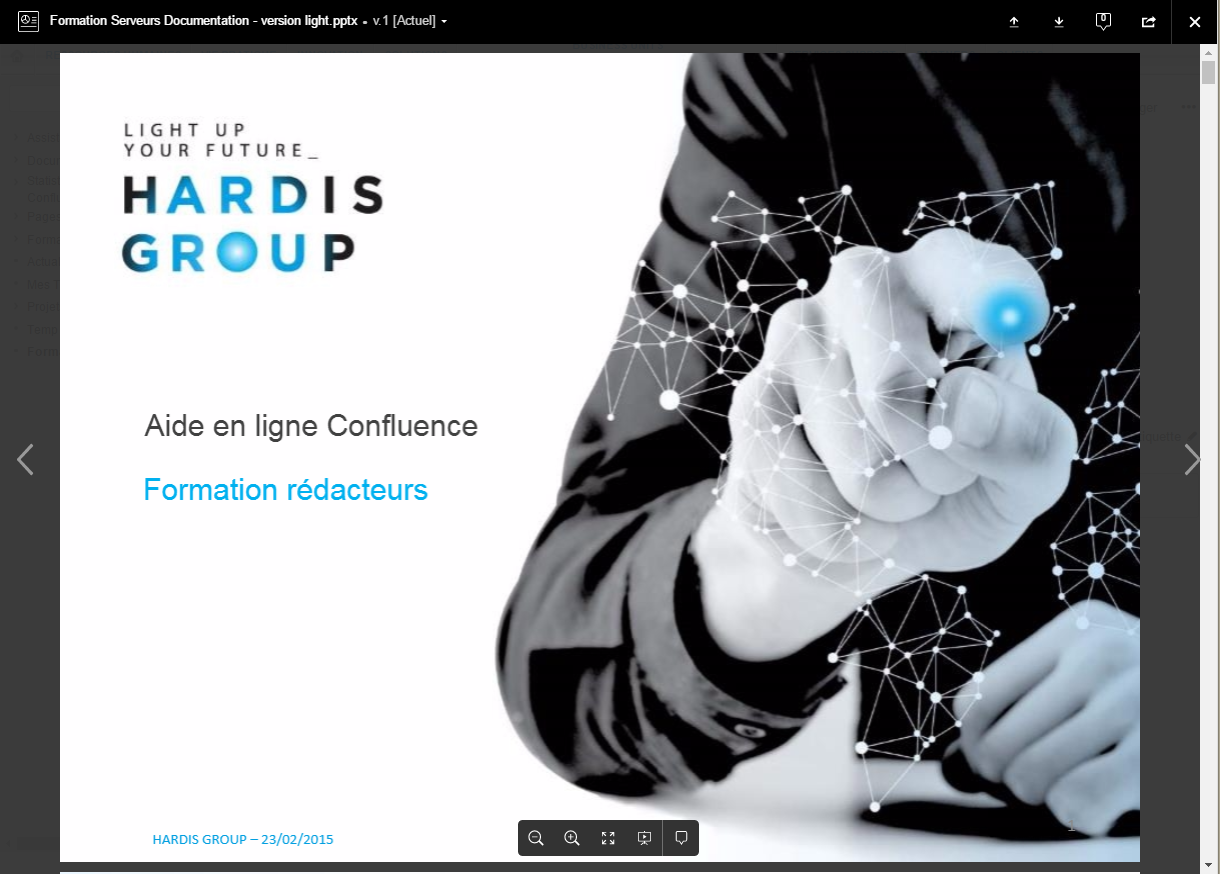 Formation Serveurs Documentation - version light.pptx • v.1 [Actuel]
LIGHT UP
YOUR FUTURE_
HARDIS
GROUP
Aide en ligne Confluence
Formation rédacteurs
HARDIS GROUP – 23/02/2015